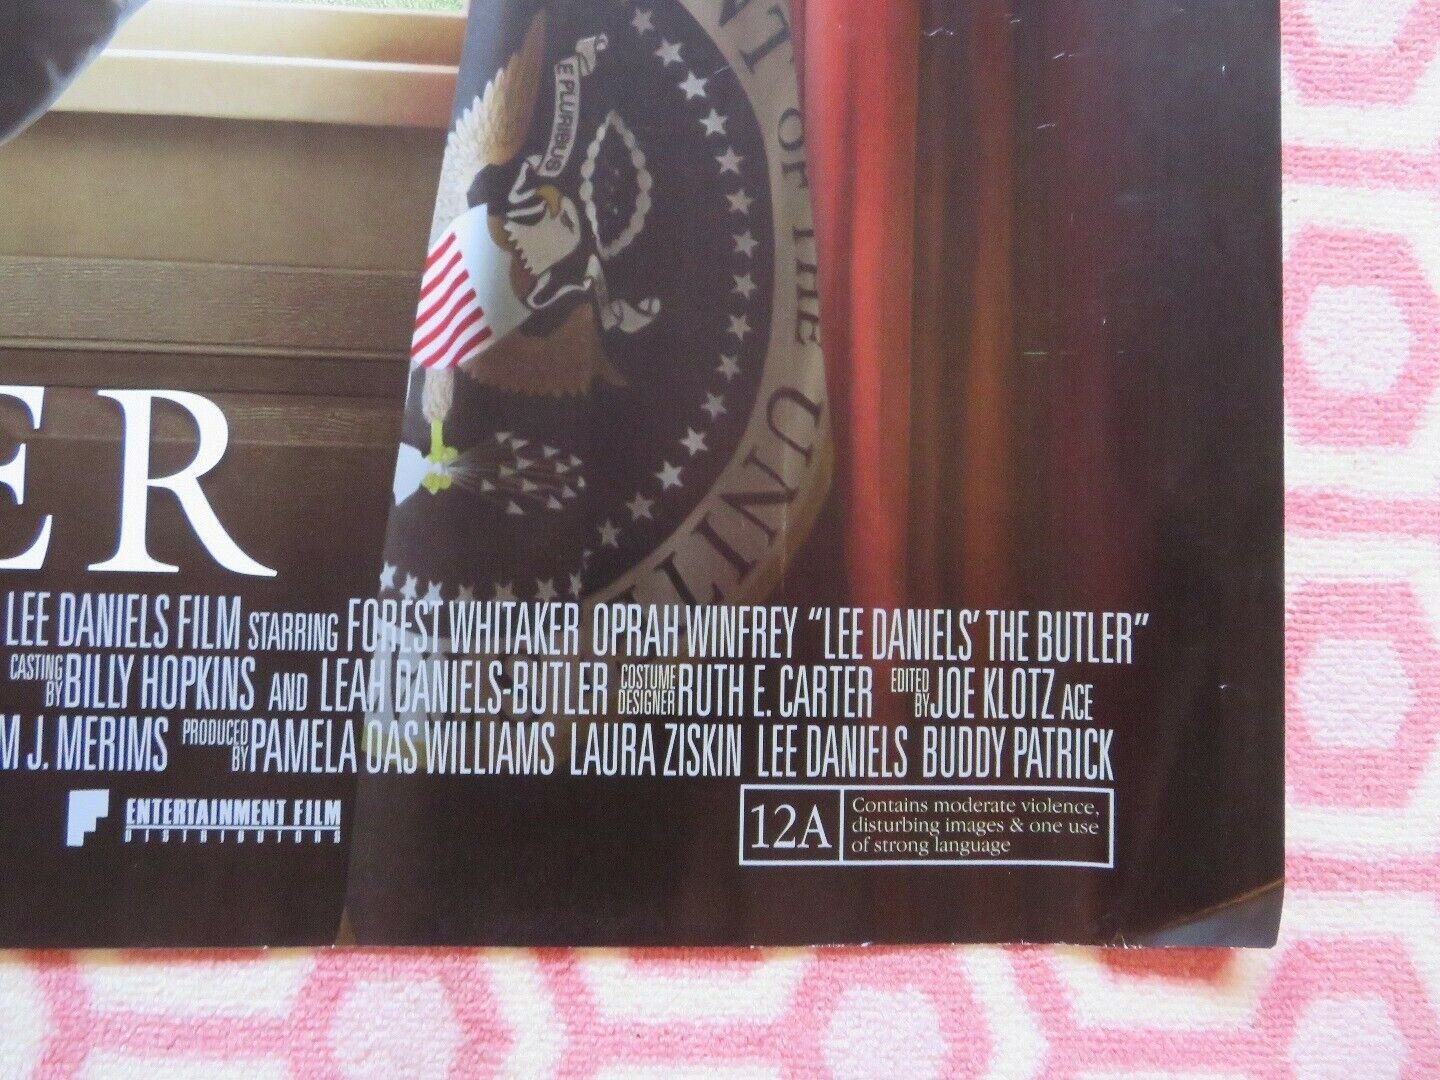 E PLURIBUS
NT OF THE UNITE
ER
LEE DANIELS FILM STARRING FOREST WHITAKER OPRAH WINFREY “LEE DANIELS’ THE BUTLER”
CASTING BY BILLY HOPKINS AND LEAH DANIELS-BUTLER COSTUME DESIGNER RUTH E. CARTER EDITED BY JOE KLOTZ ACE
M J. MERIMS PRODUCED BY PAMELA OAS WILLIAMS LAURA ZISKIN LEE DANIELS BUDDY PATRICK
ENTERTAINMENT FILM
DISTRIBUTORS
12A
Contains moderate violence,
disturbing images & one use
of strong language